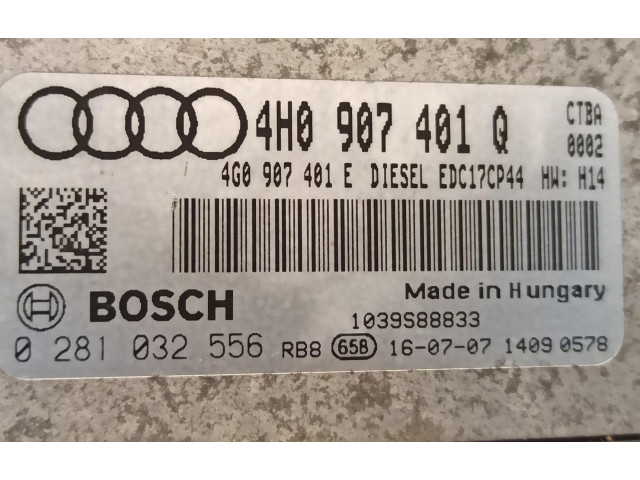 4H0 907 401 Q CTBA
0002
4G0 907 401 E DIESEL EDC17CP44 HW: H14
BOSCH
Made in Hungary
1039S88833
0 281 032 556 RB8 65B 16-07-07 1409 0578